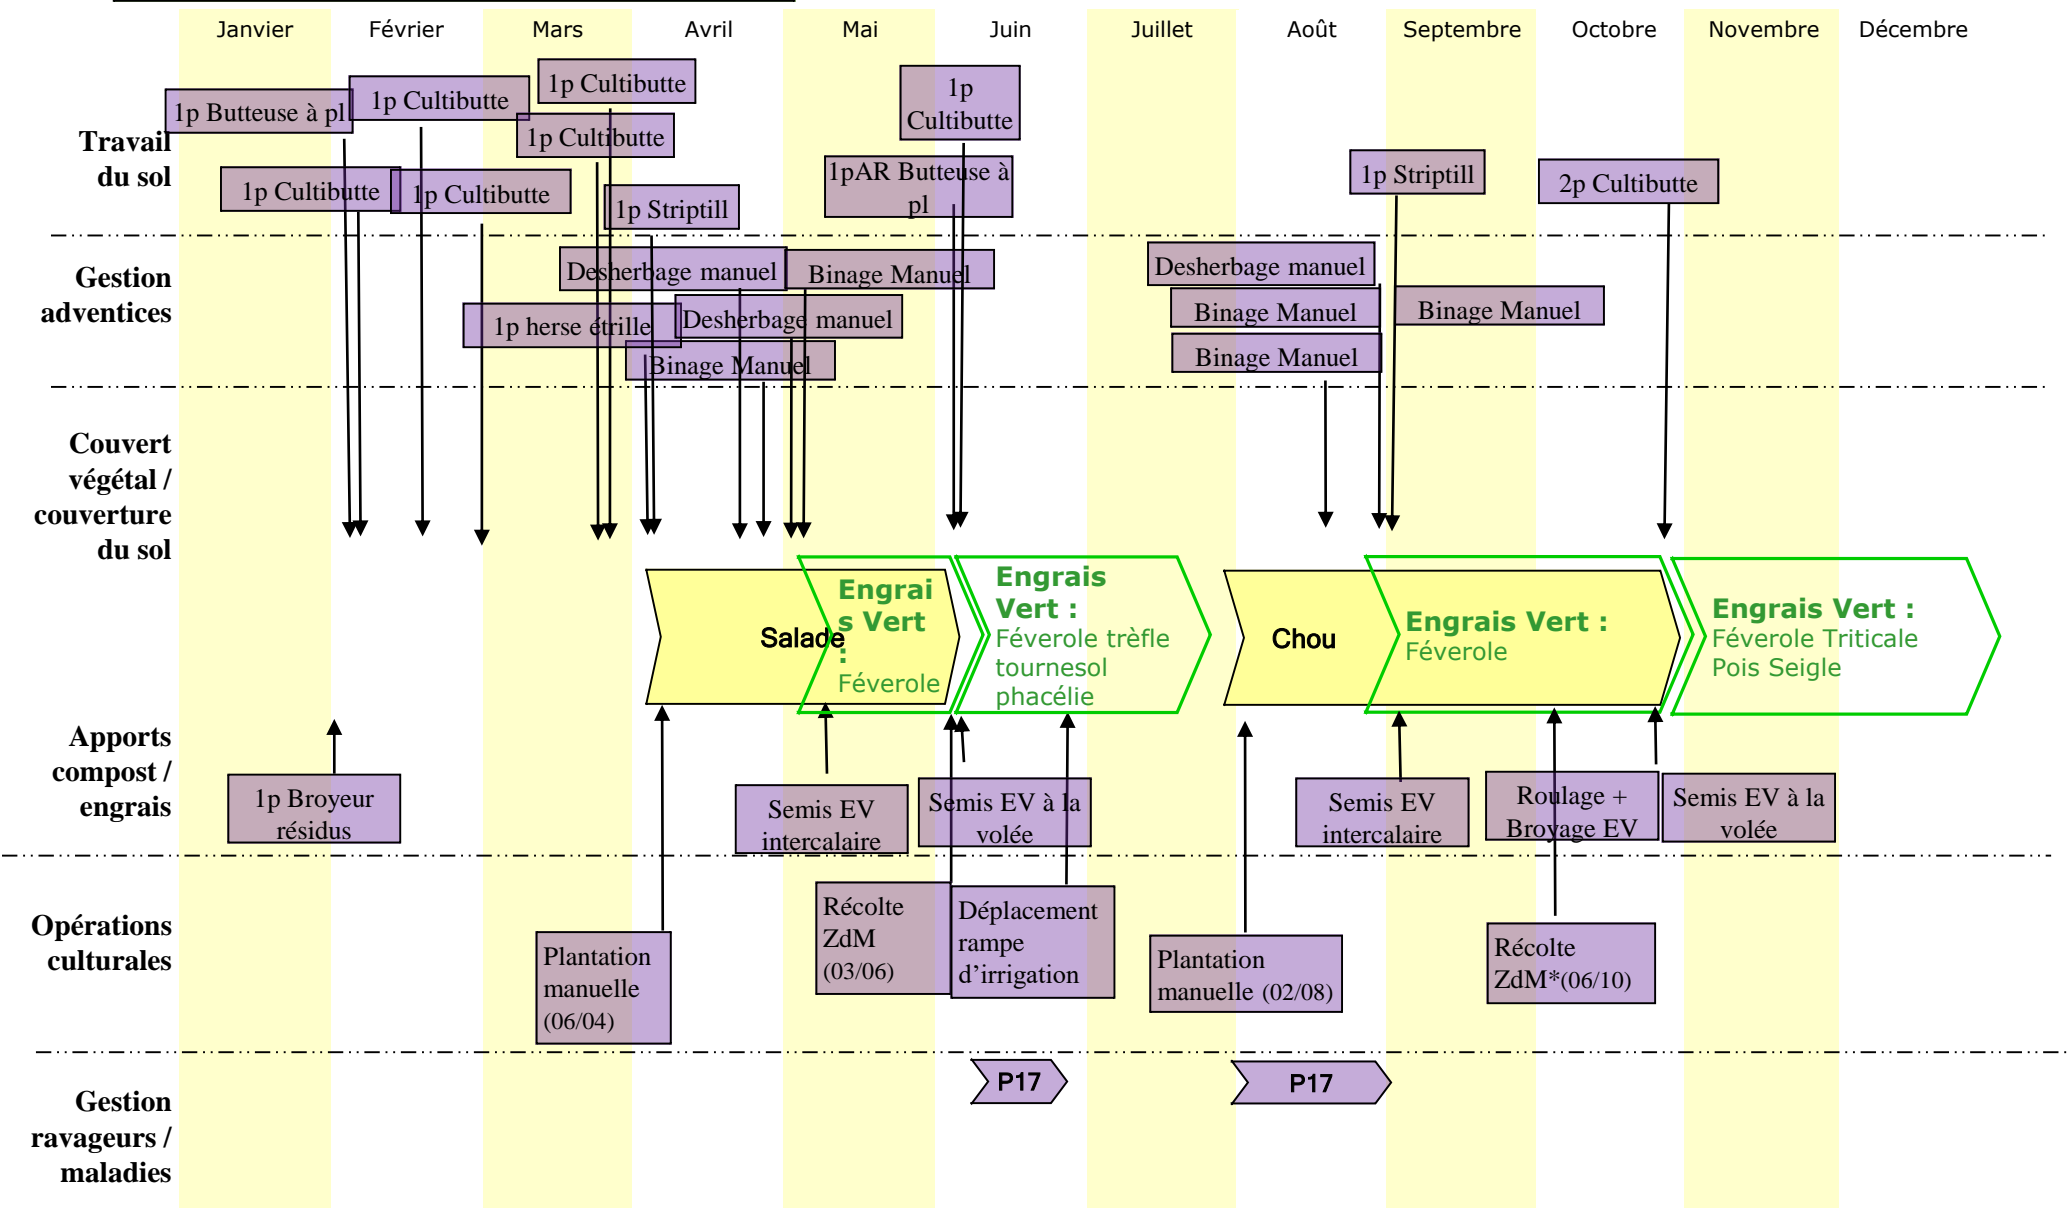 Janvier Février Mars Avril Mai Juin Juillet Août Septembre Octobre Novembre Décembre
Travail
du sol
1p Butteuse à pl
1p Cultibutte
1p Cultibutte
1p Cultibutte
1p Cultibutte
1p Cultibutte
1p Striptill
1p
Cultibutte
1pAR Butteuse à
pl
1p Striptill
2p Cultibutte
Gestion
adventices
Desherbage manuel
Binage Manuel
1p herse étrille
Desherbage manuel
Binage Manuel
Desherbage manuel
Binage Manuel
Binage Manuel
Binage Manuel
Couvert
végétal /
couverture
du sol
Salade
Engrai
s Vert
:
Féverole
Engrais
Vert :
Féverole trèfle
tournesol
phacélie
Chou
Engrais Vert :
Féverole
Engrais Vert :
Féverole Triticale
Pois Seigle
Apports
compost /
engrais
1p Broyeur
résidus
Semis EV
intercalaire
Semis EV à la
volée
Semis EV
intercalaire
Roulage +
Broyage EV
Semis EV à la
volée
Opérations
culturales
Plantation
manuelle
(06/04)
Récolte
ZdM
(03/06)
Déplacement
rampe
d’irrigation
Plantation
manuelle (02/08)
Récolte
ZdM*(06/10)
Gestion
ravageurs /
maladies
P17
P17